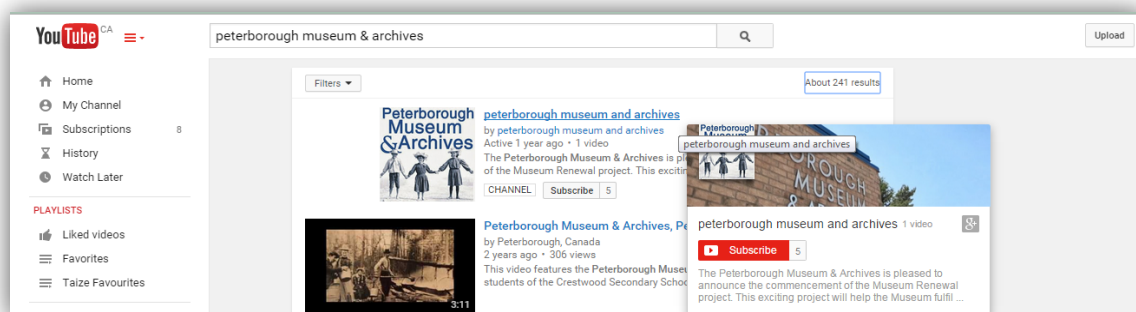 YouTube CA
peterborough museum & archives
Upload
Home
My Channel
Subscriptions 8
History
Watch Later
PLAYLISTS
Liked videos
Favorites
Taize Favourites
Filters
About 241 results
Peterborough
Museum
&Archives
peterborough museum and archives
by peterborough museum and archives
Active 1 year ago • 1 video
The Peterborough Museum & Archives is
of the Museum Renewal project. This
CHANNEL Subscribe 5
3:11
Peterborough Museum & Archives,
by Peterborough, Canada
2 years ago • 306 views
This video features the Peterborough
students of the Crestwood Secondary
Peterborough
peterborough museum and archives
OROUGH
MUSEUM
peterborough museum and archives 1 video
g+
Subscribe 5
The Peterborough Museum & Archives is pleased to
announce the commencement of the Museum Renewal
project. This exciting project will help the Museum fulfil ...